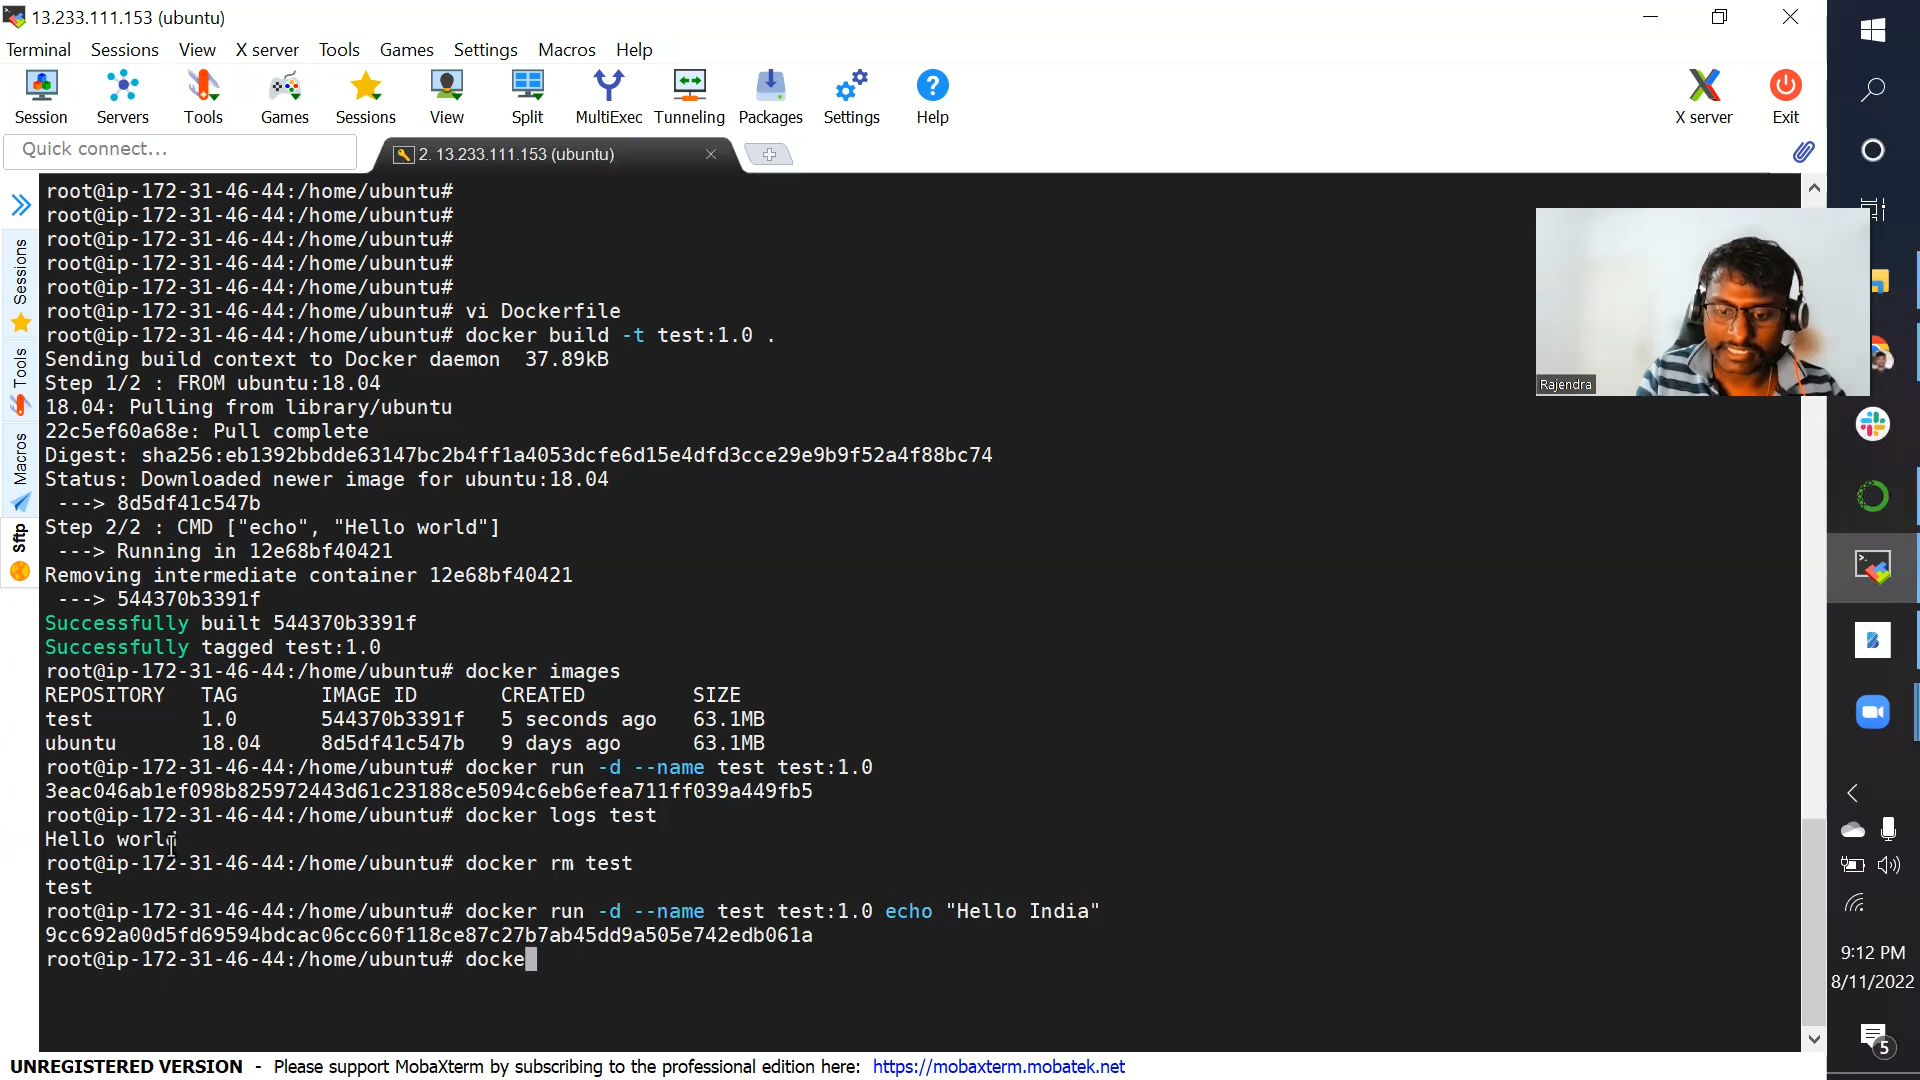 13.233.111.153 (ubuntu)
Terminal Sessions View X server Tools Games Settings Macros Help
Session Servers Tools Games Sessions View Split MultiExec Tunneling Packages Settings Help X server Exit
Quick connect...
2. 13.233.111.153 (ubuntu)
Sessions
Tools
Macros
Sftp
root@ip-172-31-46-44:/home/ubuntu#
root@ip-172-31-46-44:/home/ubuntu#
root@ip-172-31-46-44:/home/ubuntu#
root@ip-172-31-46-44:/home/ubuntu#
root@ip-172-31-46-44:/home/ubuntu#
root@ip-172-31-46-44:/home/ubuntu# vi Dockerfile
root@ip-172-31-46-44:/home/ubuntu# docker build -t test:1.0 .
Sending build context to Docker daemon  37.89kB
Step 1/2 : FROM ubuntu:18.04
18.04: Pulling from library/ubuntu
22c5ef60a68e: Pull complete
Digest: sha256:eb1392bbdde63147bc2b4ff1a4053dcfe6d15e4dfd3cce29e9b9f52a4f88bc74
Status: Downloaded newer image for ubuntu:18.04
 ---> 8d5df41c547b
Step 2/2 : CMD ["echo", "Hello world"]
 ---> Running in 12e68bf40421
Removing intermediate container 12e68bf40421
 ---> 544370b3391f
Successfully built 544370b3391f
Successfully tagged test:1.0
root@ip-172-31-46-44:/home/ubuntu# docker images
REPOSITORY   TAG       IMAGE ID       CREATED         SIZE
test         1.0       544370b3391f   5 seconds ago   63.1MB
ubuntu       18.04     8d5df41c547b   9 days ago      63.1MB
root@ip-172-31-46-44:/home/ubuntu# docker run -d --name test test:1.0
3eac046ab1ef098b825972443d61c23188ce5094c6eb6efea711ff039a449fb5
root@ip-172-31-46-44:/home/ubuntu# docker logs test
Hello world
root@ip-172-31-46-44:/home/ubuntu# docker rm test
test
root@ip-172-31-46-44:/home/ubuntu# docker run -d --name test test:1.0 echo "Hello India"
9cc692a00d5fd69594bdcac06cc60f118ce87c27b7ab45dd9a505e742edb061a
root@ip-172-31-46-44:/home/ubuntu# docke
Rajendra
9:12 PM
8/11/2022
5
UNREGISTERED VERSION - Please support MobaXterm by subscribing to the professional edition here: https://mobaxterm.mobatek.net